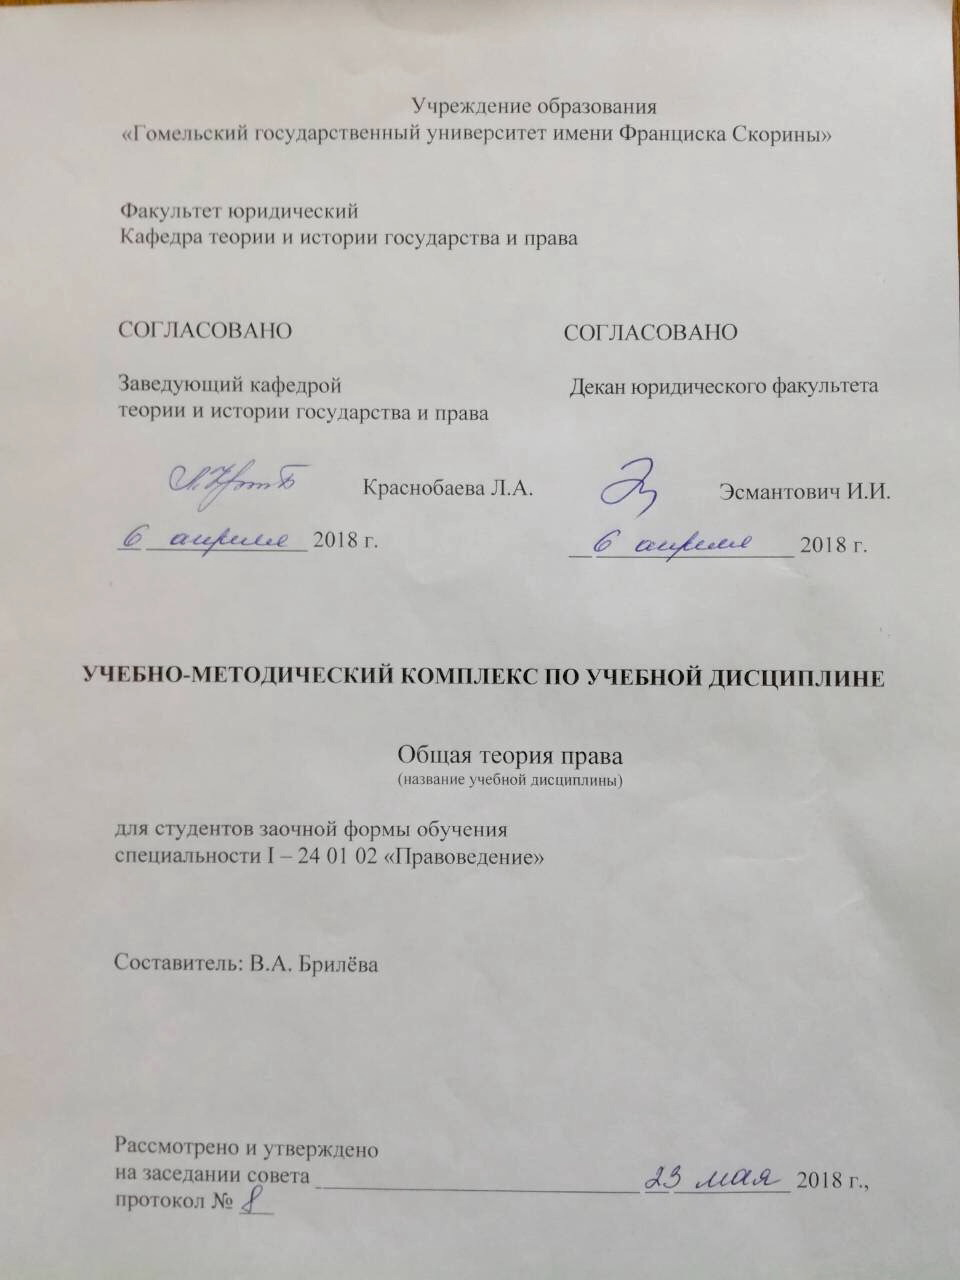 Учреждение образования
«Гомельский государственный университет имени Франциска Скорины»
Факультет юридический
Кафедра теории и истории государства и права
СОГЛАСОВАНО
Заведующий кафедрой
теории и истории государства и права
Краснобаева Л.А.
6 апреля 2018 г.
СОГЛАСОВАНО
Декан юридического факультета
Эсмантович И.И.
6 апреля 2018 г.
УЧЕБНО-МЕТОДИЧЕСКИЙ КОМПЛЕКС ПО УЧЕБНОЙ ДИСЦИПЛИНЕ
Общая теория права
(название учебной дисциплины)
для студентов заочной формы обучения
специальности I – 24 01 02 «Правоведение»
Составитель: В.А. Брилёва
Рассмотрено и утверждено
на заседании совета 23 мая 2018 г.,
протокол № 8